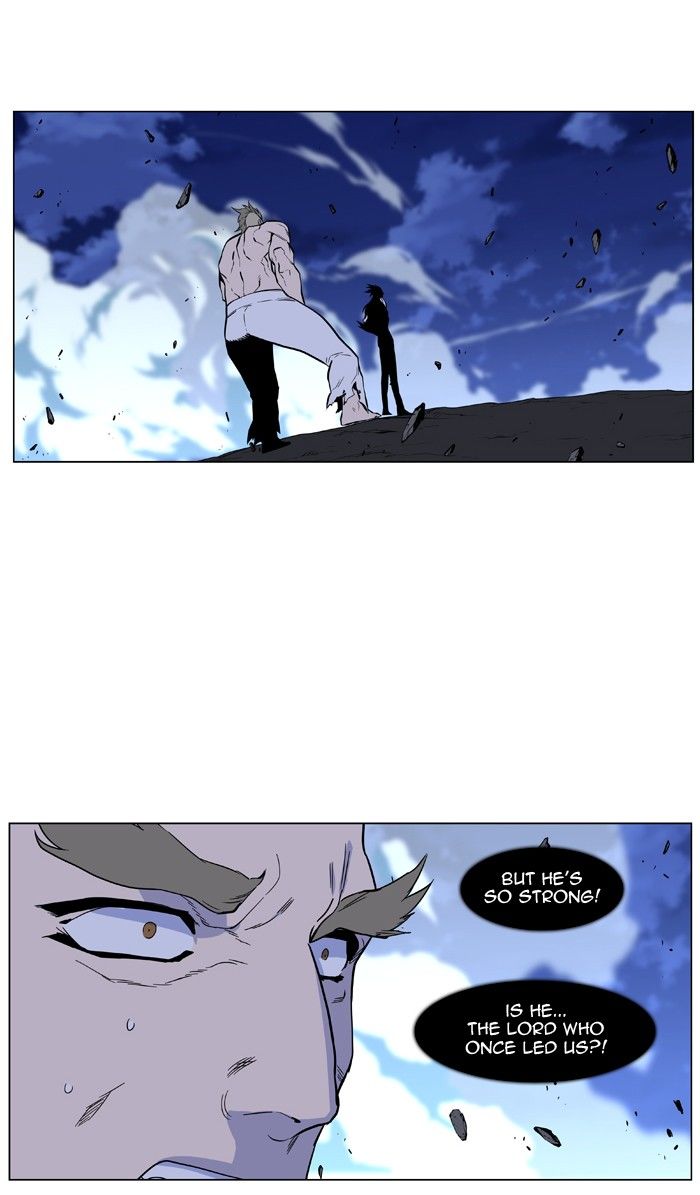 BUT HE'S
SO STRONG!
IS HE...
THE LORD WHO
ONCE LED US?!